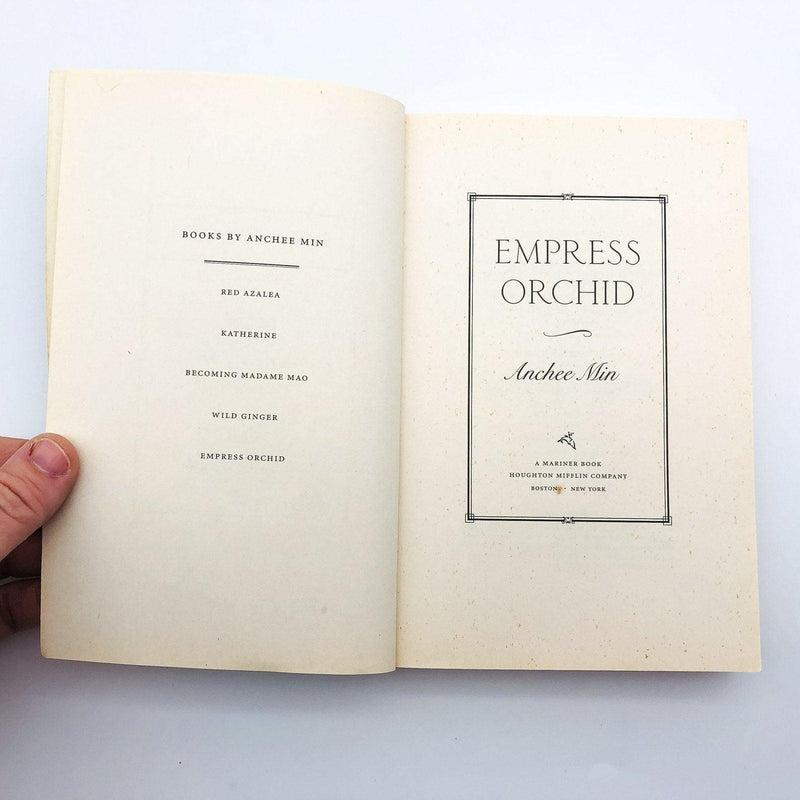 BOOKS BY ANCHEE MIN
RED AZALEA
KATHERINE
BECOMING MADAME MAO
WILD GINGER
EMPRESS ORCHID
EMPRESS
ORCHID
Anchee Min
A MARINER BOOK
HOUGHTON MIFFLIN COMPANY
BOSTON · NEW YORK